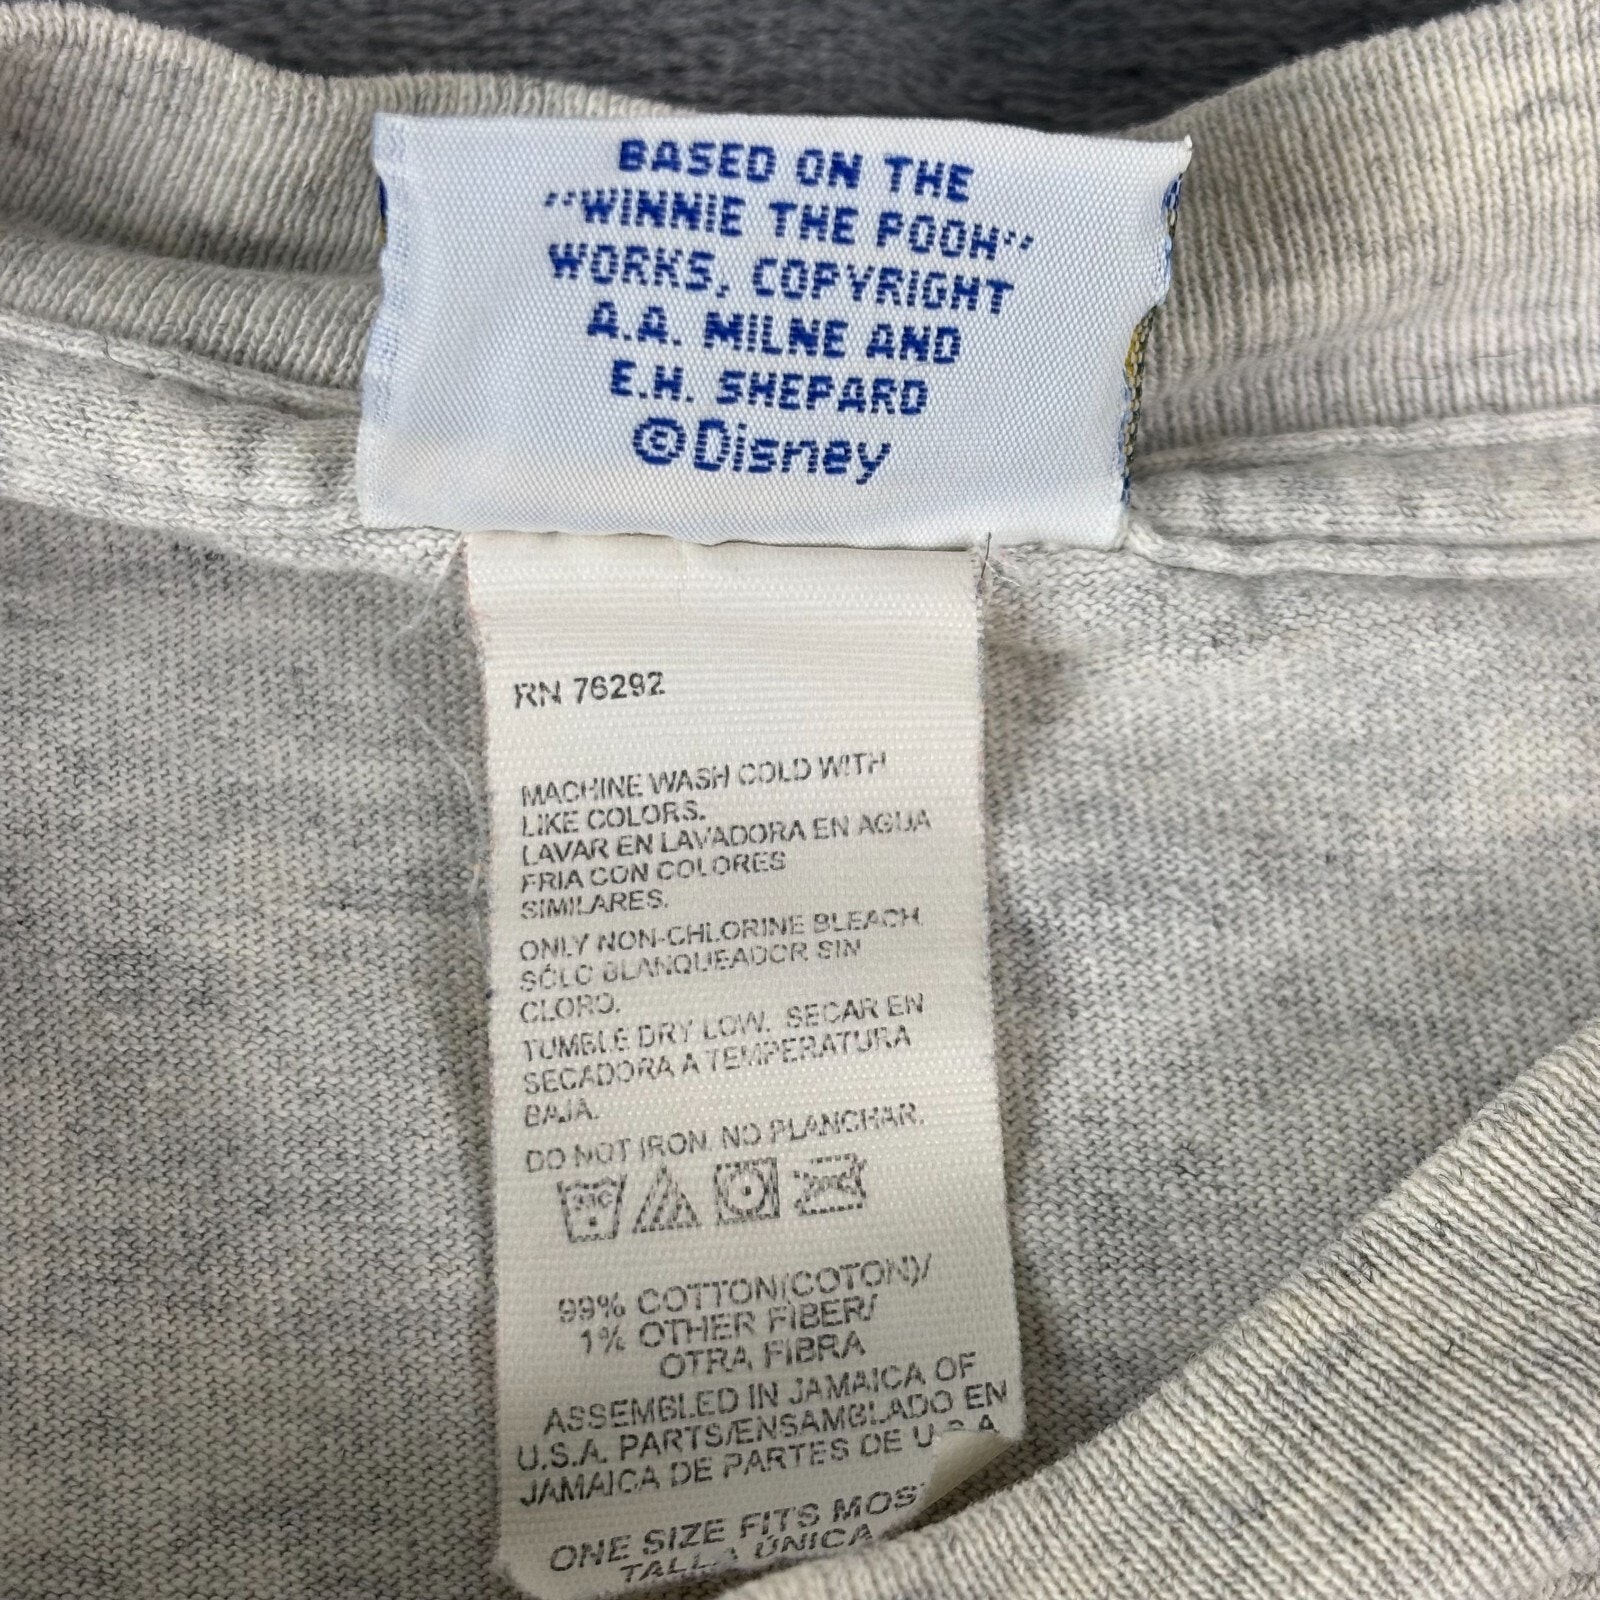 BASED ON THE
"WINNIE THE POOH"
WORKS, COPYRIGHT
A.A. MILNE AND
E.H. SHEPARD
©Disney
RN 76292
MACHINE WASH COLD WITH
LIKE COLORS.
LAVAR EN LAVADORA EN AGUA
FRIA CON COLORES
SIMILARES.
ONLY NON-CHLORINE BLEACH.
SÓLO BLANQUEADOR SIN
CLORO.
TUMBLE DRY LOW. SECAR EN
SECADORA A TEMPERATURA
BAJA.
DO NOT IRON. NO PLANCHAR.
99% COTTON(COTON)/
1% OTHER FIBER/
OTRA FIBRA
ASSEMBLED IN JAMAICA OF
U.S.A. PARTS/ENSAMBLADO EN
JAMAICA DE PARTES DE U.S.A
ONE SIZE FITS MOS
TALLA ÚNICA